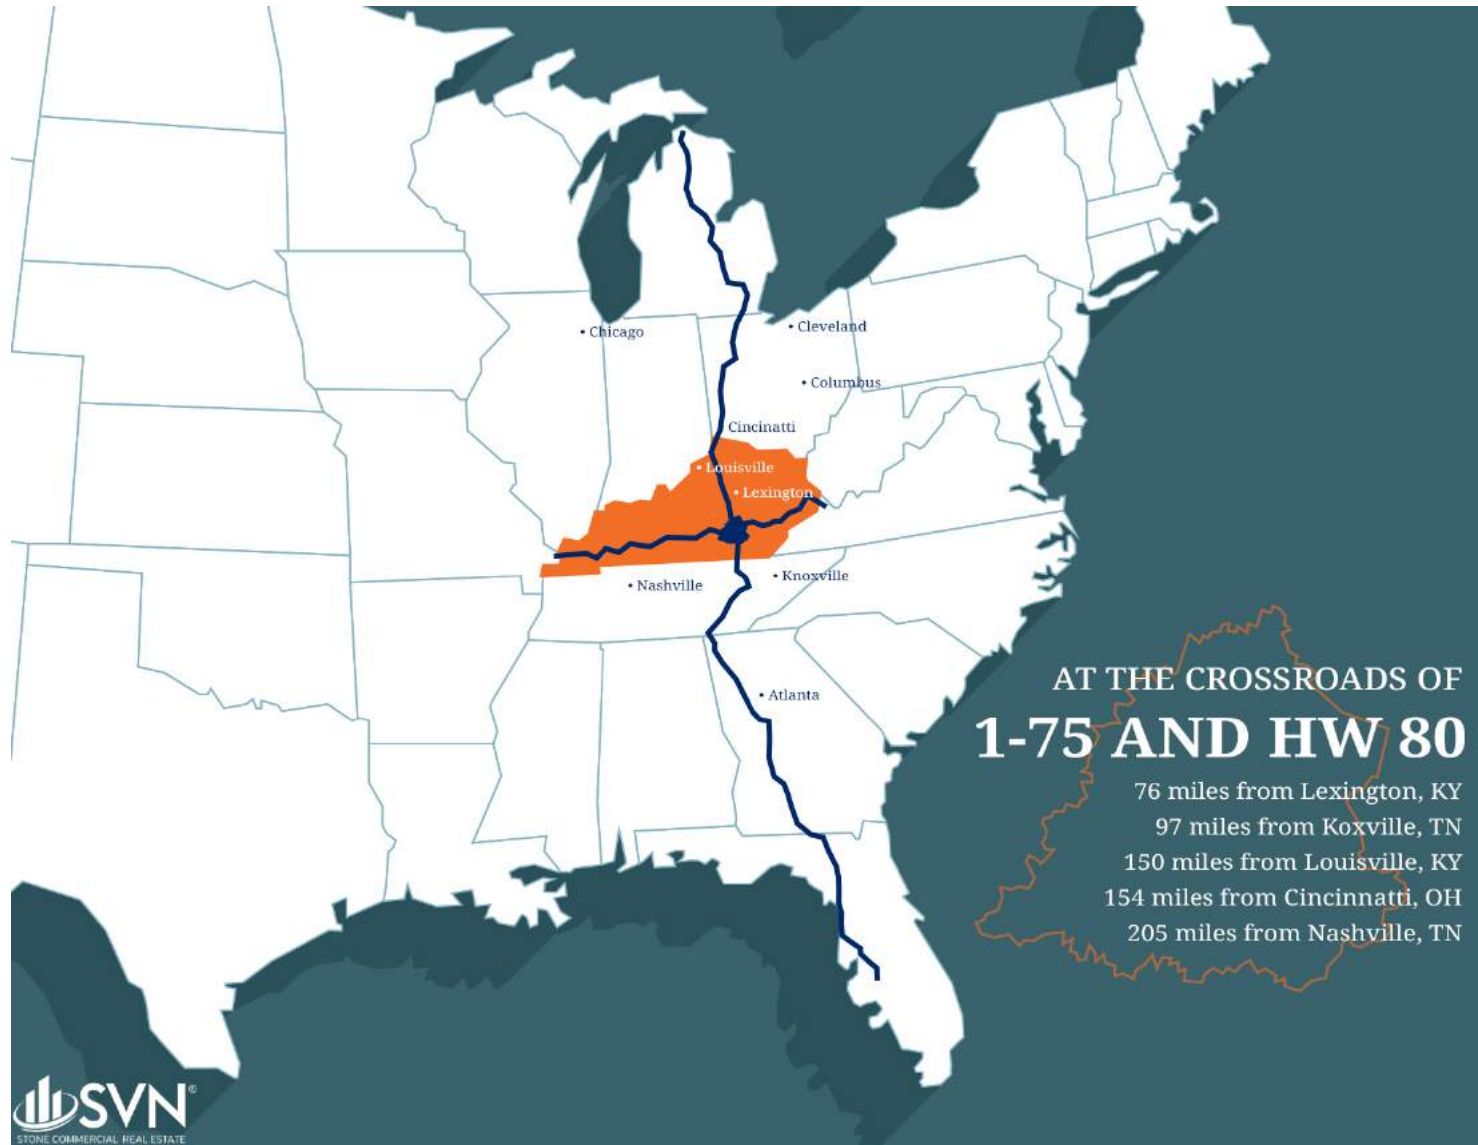 • Chicago
• Cleveland
• Columbus
Cincinatti
• Louisville
• Lexington
• Nashville
• Knoxville
• Atlanta
AT THE CROSSROADS OF
1-75 AND HW 80
76 miles from Lexington, KY
97 miles from Koxville, TN
150 miles from Louisville, KY
154 miles from Cincinnatti, OH
205 miles from Nashville, TN
SVN®
STONE COMMERCIAL REAL ESTATE